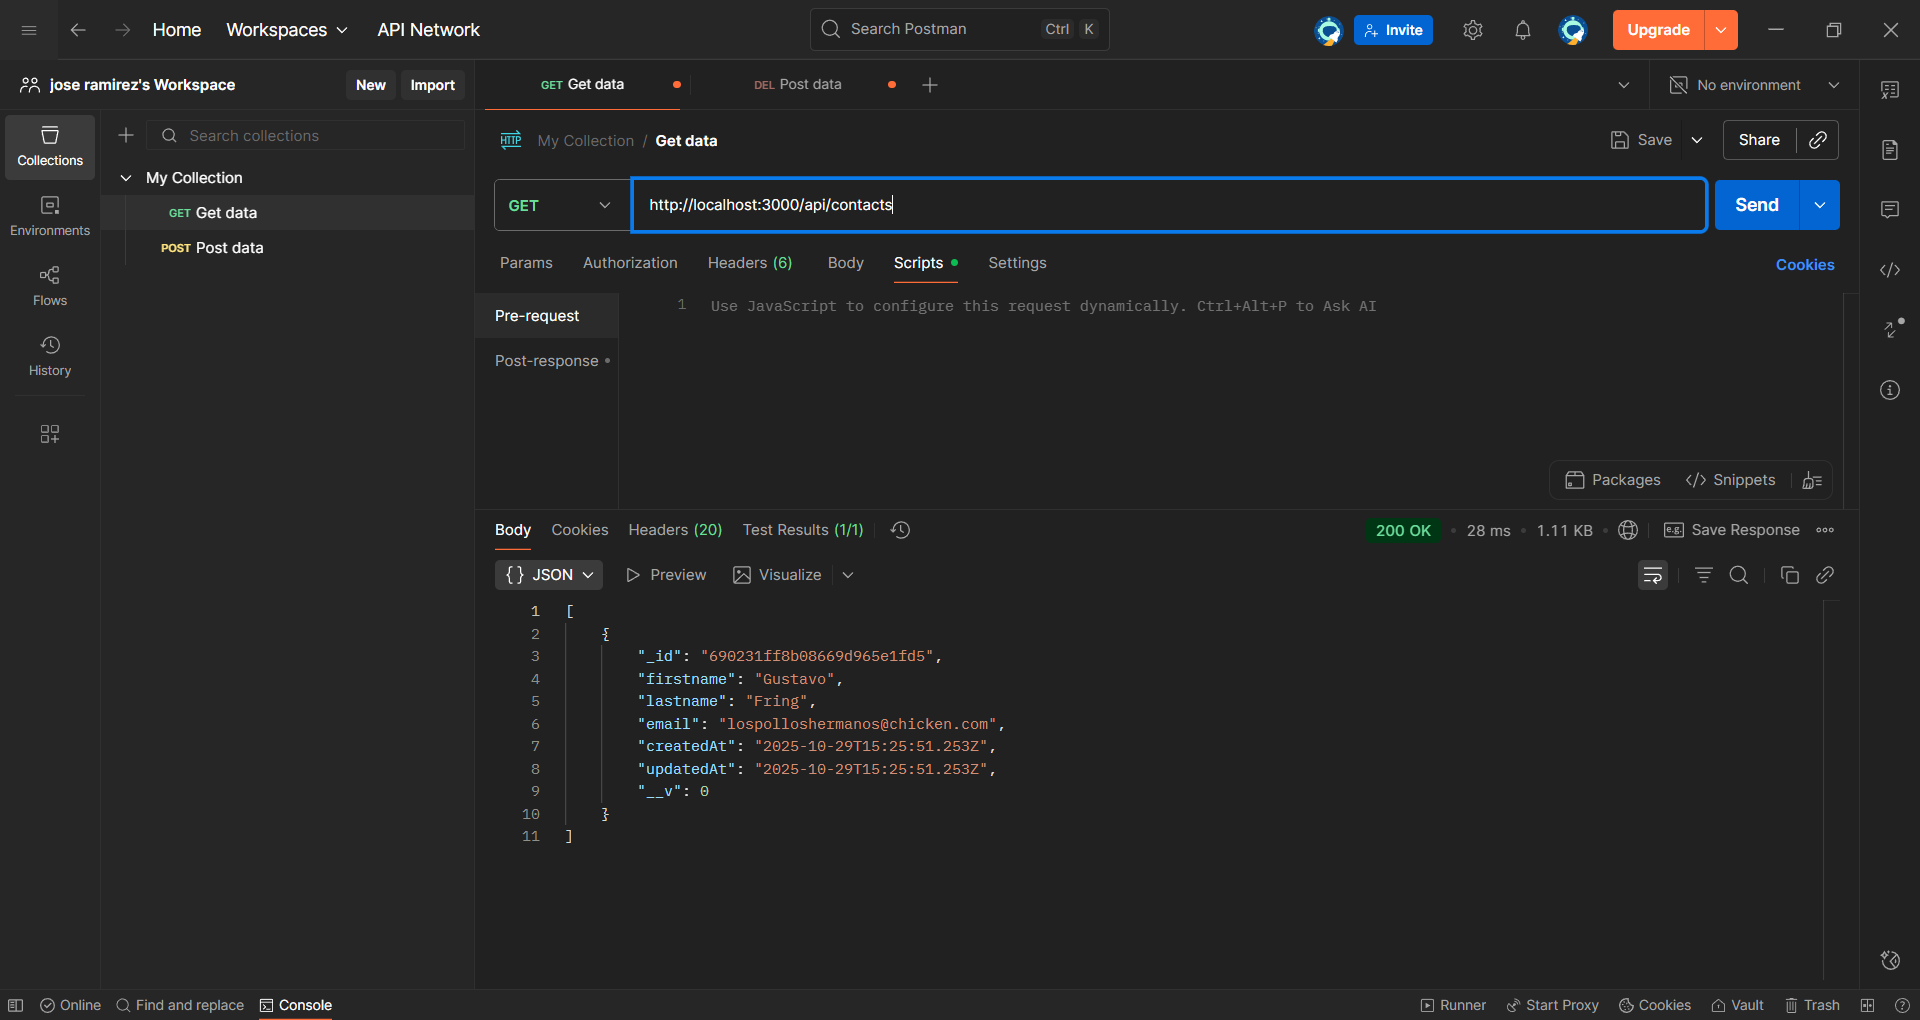 Home Workspaces API Network Search Postman Ctrl K Invite Upgrade
jose ramirez's Workspace New Import
GET Get data DEL Post data No environment
Collections
Environments
Flows
History
Search collections
My Collection
GET Get data
POST Post data
HTTP My Collection / Get data Save Share
GET http://localhost:3000/api/contacts Send
Params Authorization Headers (6) Body Scripts Settings Cookies
Pre-request
Post-response
1 Use JavaScript to configure this request dynamically. Ctrl+Alt+P to Ask AI
Packages </> Snippets
Body Cookies Headers (20) Test Results (1/1) 200 OK • 28 ms • 1.11 KB e.g. Save Response
{} JSON Preview Visualize
1 [
2 {
3 "_id": "690231ff8b08669d965e1fd5",
4 "firstname": "Gustavo",
5 "lastname": "Fring",
6 "email": "lospolloshermanos@chicken.com",
7 "createdAt": "2025-10-29T15:25:51.253Z",
8 "updatedAt": "2025-10-29T15:25:51.253Z",
9 "__v": 0
10 }
11 ]
Online Find and replace Console Runner Start Proxy Cookies Vault Trash